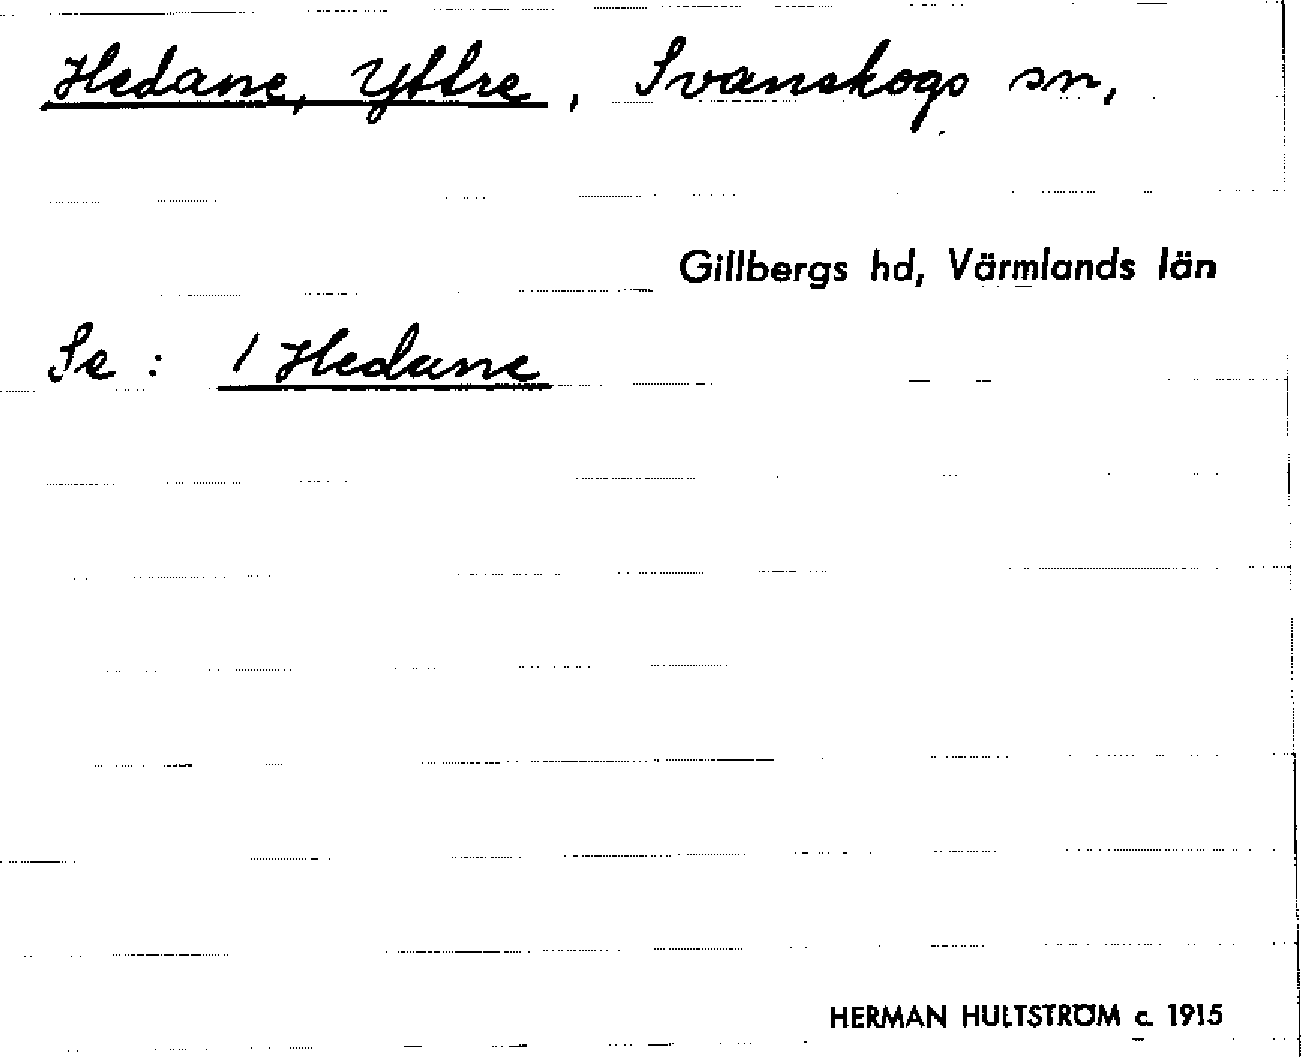 Hedane, Yttre, Svanskogs sn,
Gillbergs hd, Värmlands län
Se: 1 Hedane
HERMAN HULTSTRÖM c. 1915